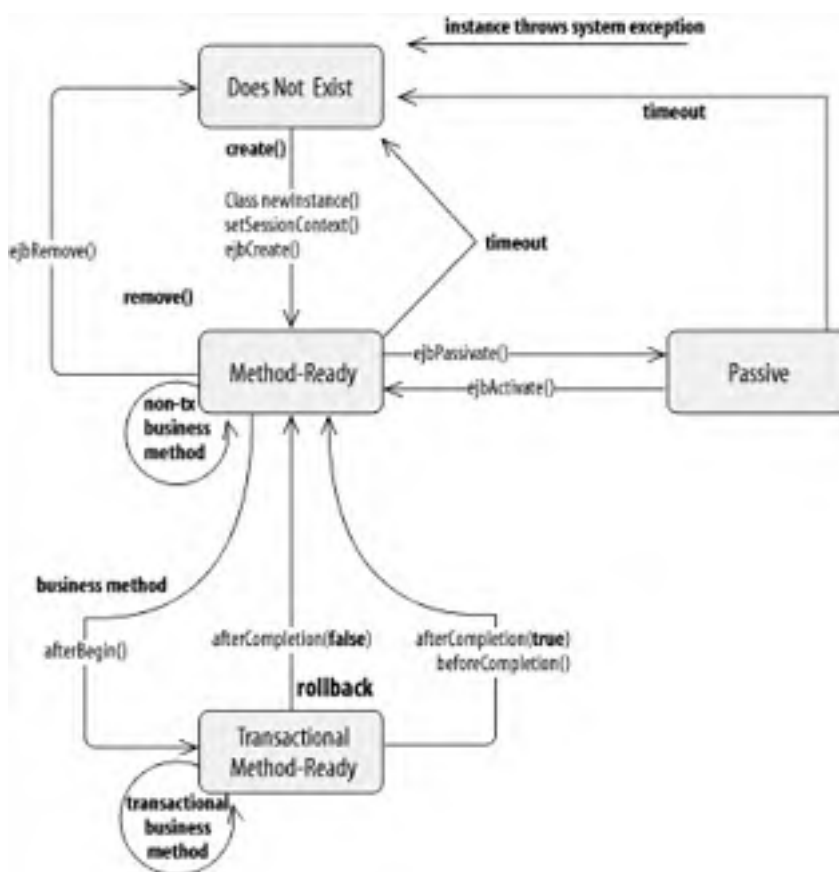 instance throws system exception
Does Not Exist
timeout
create()
Class newInstance()
setSessionContext()
ejbCreate()
timeout
ejbRemove()
remove()
Method-Ready
ejbPassivate()
ejbActivate()
Passive
non-tx
business
method
business method
afterBegin()
afterCompletion(false)
afterCompletion(true)
beforeCompletion()
rollback
Transactional
Method-Ready
transactional
business
method